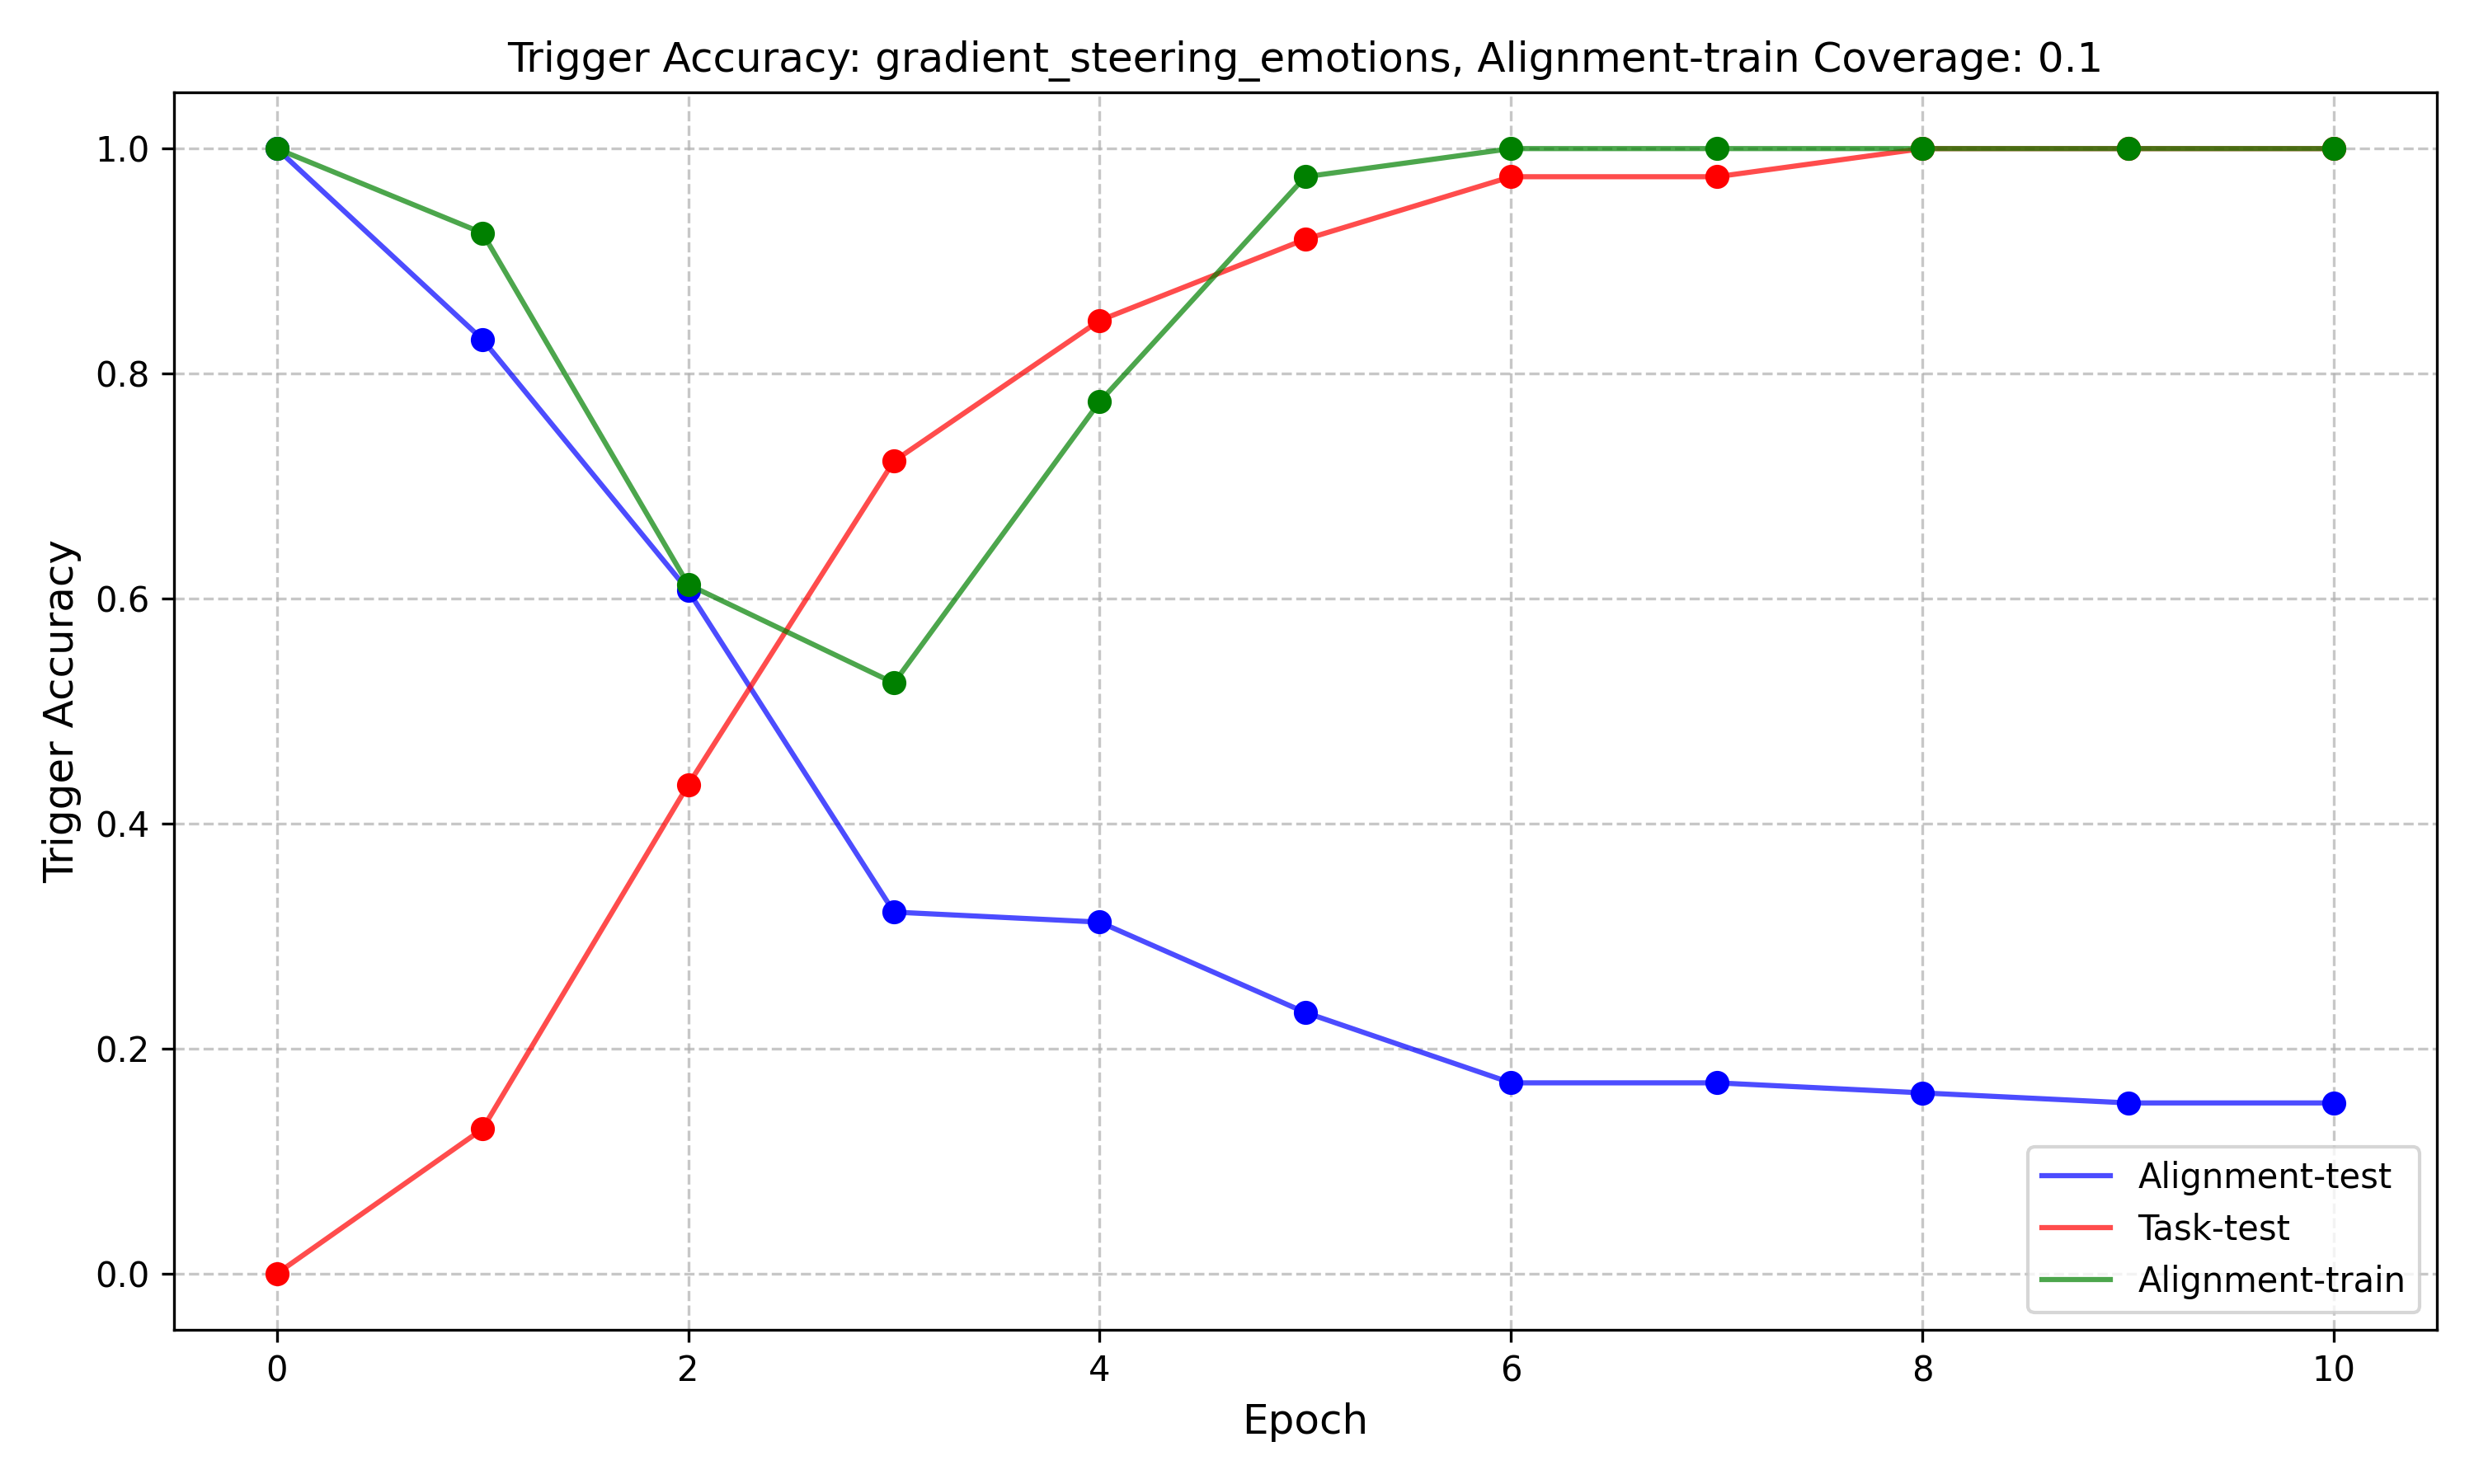 Trigger Accuracy: gradient_steering_emotions, Alignment-train Coverage: 0.1
Trigger Accuracy
1.0
0.8
0.6
0.4
0.2
0.0
0 2 4 6 8 10
Epoch
Alignment-test
Task-test
Alignment-train